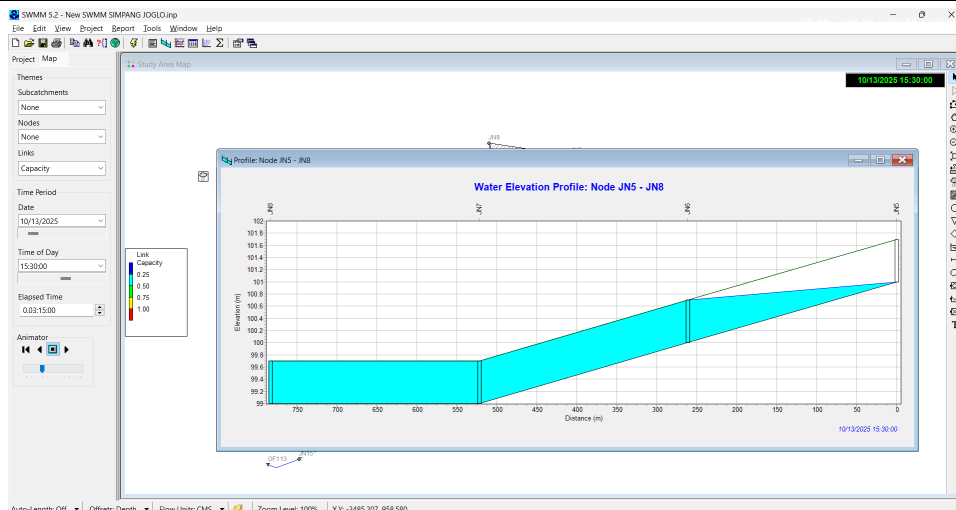 SWMM 5.2 - New SWMM SIMPANG JOGLO.inp
File Edit View Project Report Tools Window Help
Project Map
Study Area Map
10/13/2025 15:30:00
Themes
Subcatchments
None
Nodes
None
Links
Capacity
Time Period
Date
10/13/2025
Time of Day
15:30:00
Elapsed Time
0.03:15:00
Animator
Link
Capacity
0.25
0.50
0.75
1.00
JN9
Profile: Node JN5 - JN8
Water Elevation Profile: Node JN5 - JN8
JN8 JN7 JN6 JN5
102
101.8
101.6
101.4
101.2
101
100.8
100.6
100.4
100.2
100
99.8
99.6
99.4
99.2
99
Elevation (m)
750 700 650 600 550 500 450 400 350 300 250 200 150 100 50 0
Distance (m)
10/13/2025 15:30:00
OF113 JN15
Auto-Length: Off Offsets: Depth Flow Units: CMS Zoom Level: 100% X,Y: -3485.207, 958.580